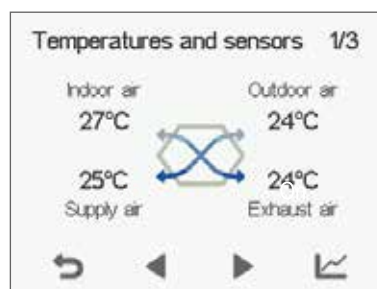 Temperatures and sensors 1/3
Indoor air Outdoor air
27°C 24°C
25°C 24°C
Supply air Exhaust air